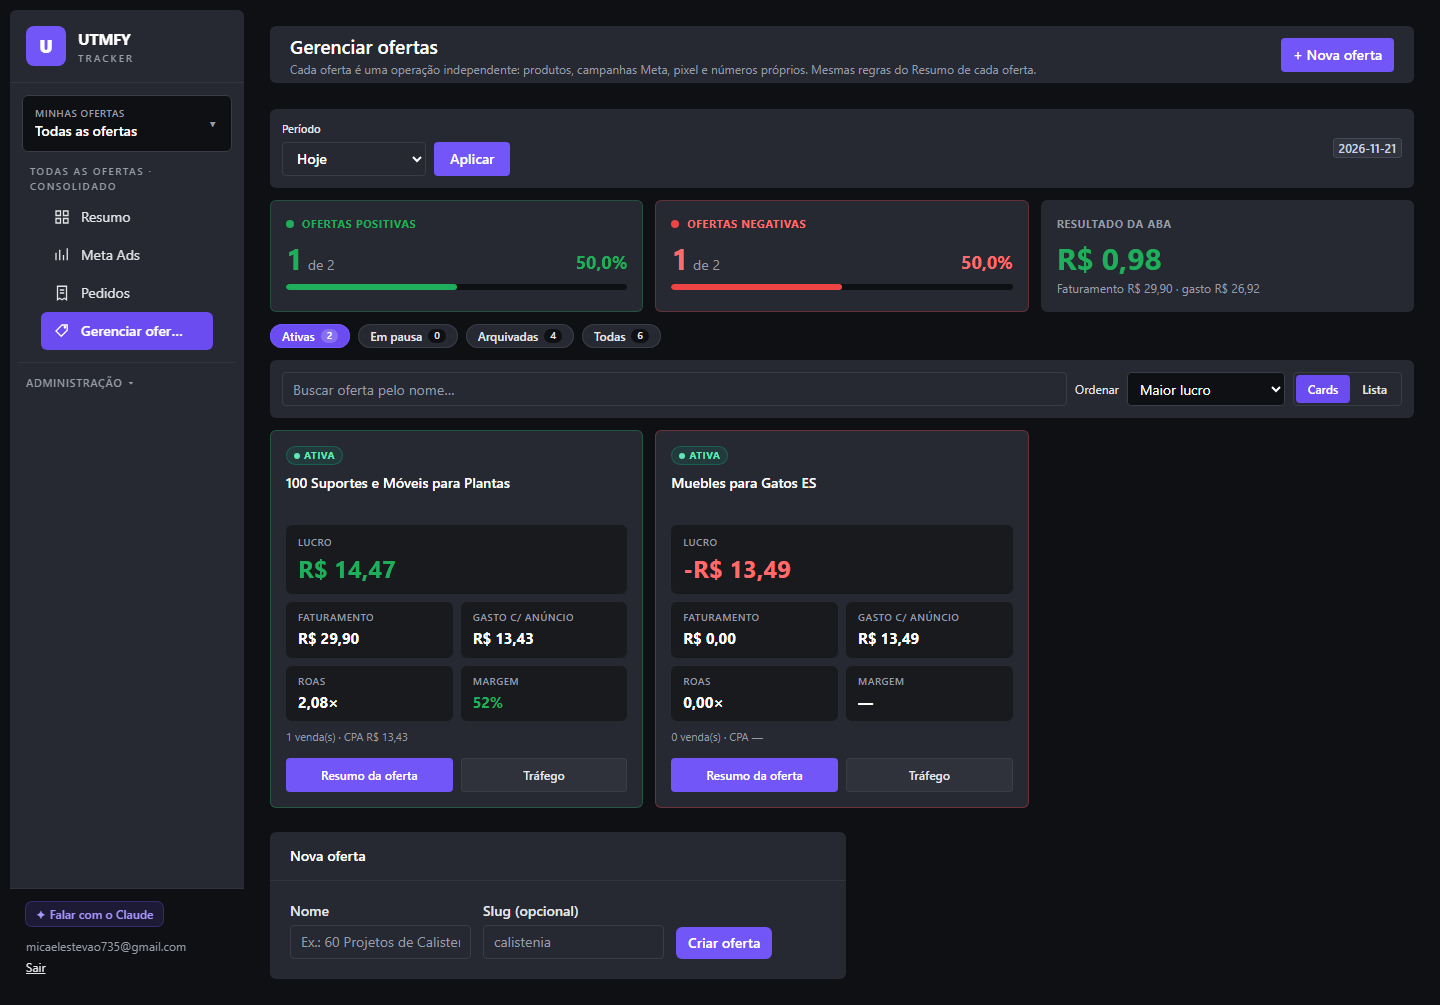 U
UTMFY
TRACKER
MINHAS OFERTAS
Todas as ofertas
TODAS AS OFERTAS ·
CONSOLIDADO
Resumo
Meta Ads
Pedidos
Gerenciar ofer...
ADMINISTRAÇÃO
✦ Falar com o Claude
micaelestevao735@gmail.com
Sair
Gerenciar ofertas
Cada oferta é uma operação independente: produtos, campanhas Meta, pixel e números próprios. Mesmas regras do Resumo de cada oferta.
+ Nova oferta
Período
Hoje
Aplicar
2026-11-21
OFERTAS POSITIVAS
1 de 2
50,0%
OFERTAS NEGATIVAS
1 de 2
50,0%
RESULTADO DA ABA
R$ 0,98
Faturamento R$ 29,90 · gasto R$ 26,92
Ativas 2
Em pausa 0
Arquivadas 4
Todas 6
Buscar oferta pelo nome...
Ordenar
Maior lucro
Cards
Lista
ATIVA
100 Suportes e Móveis para Plantas
LUCRO
R$ 14,47
FATURAMENTO
R$ 29,90
GASTO C/ ANÚNCIO
R$ 13,43
ROAS
2,08×
MARGEM
52%
1 venda(s) · CPA R$ 13,43
Resumo da oferta
Tráfego
ATIVA
Muebles para Gatos ES
LUCRO
-R$ 13,49
FATURAMENTO
R$ 0,00
GASTO C/ ANÚNCIO
R$ 13,49
ROAS
0,00×
MARGEM
—
0 venda(s) · CPA —
Resumo da oferta
Tráfego
Nova oferta
Nome
Ex.: 60 Projetos de Calister
Slug (opcional)
calistenia
Criar oferta